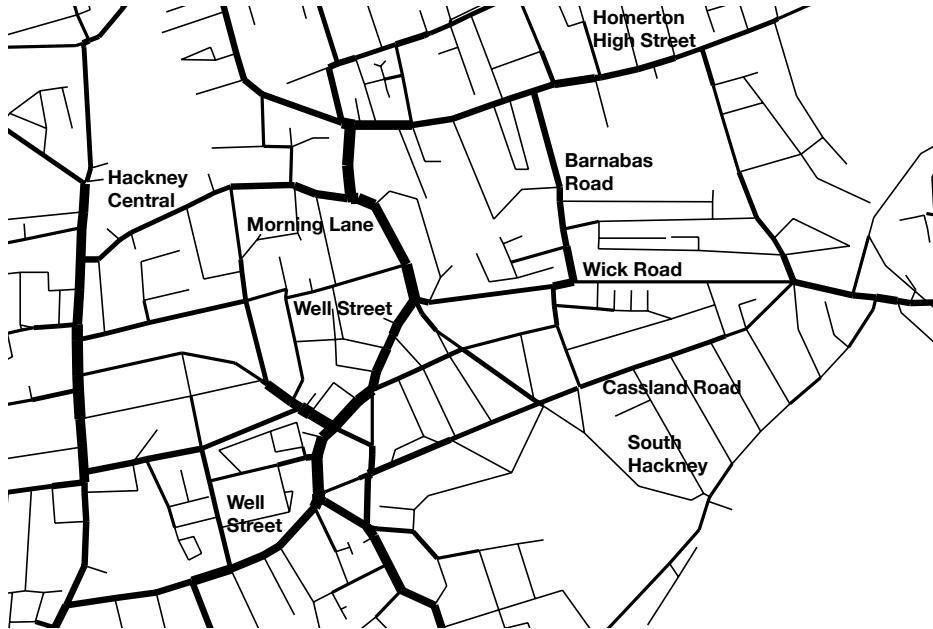 Homerton
High Street
Barnabas
Road
Hackney
Central
Morning Lane
Wick Road
Well Street
Cassland Road
South
Hackney
Well
Street